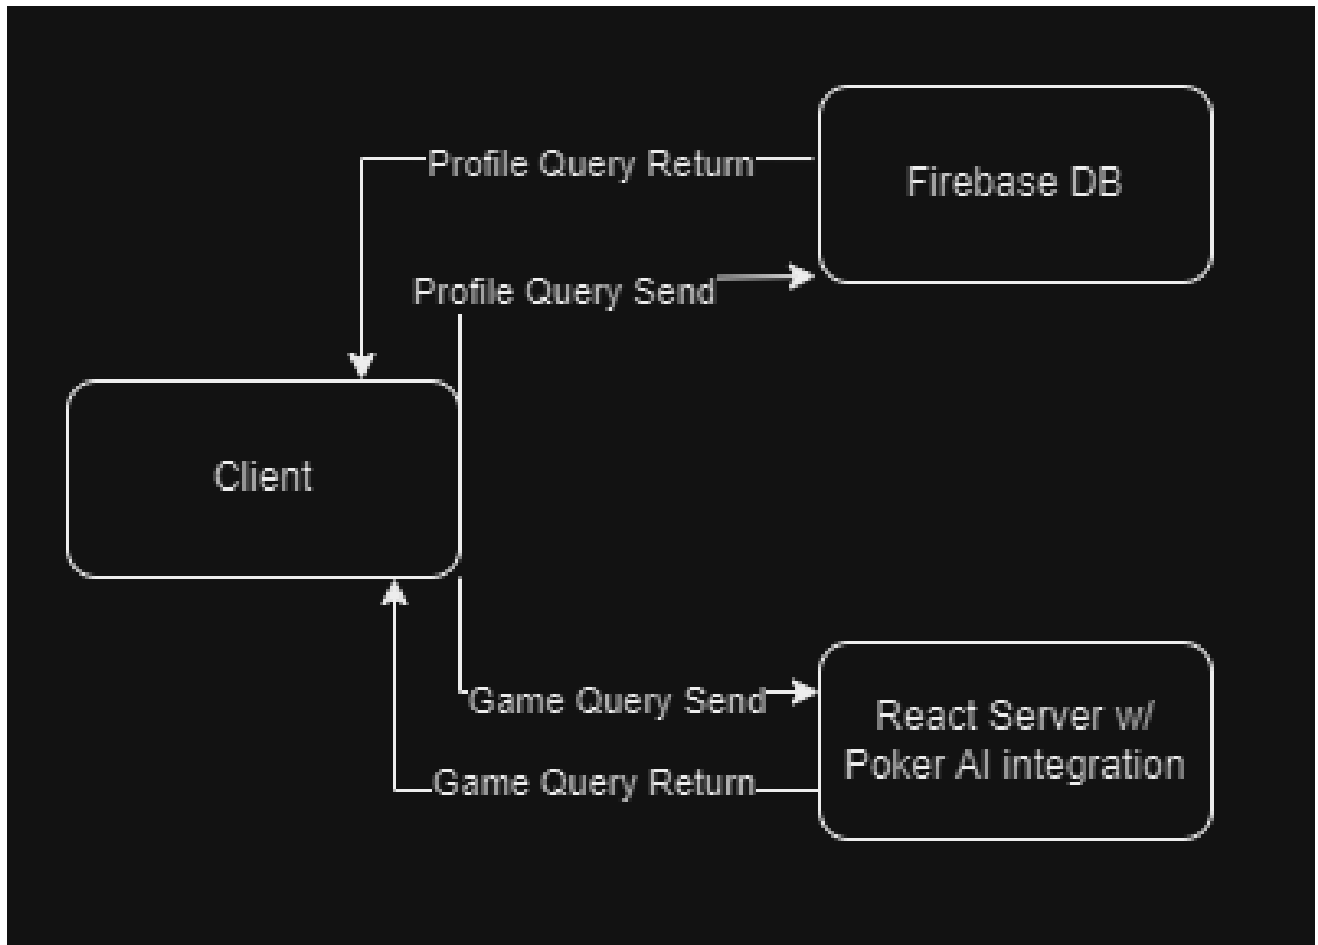 Profile Query Return
Firebase DB
Profile Query Send
Client
Game Query Send
React Server w/
Poker AI integration
Game Query Return